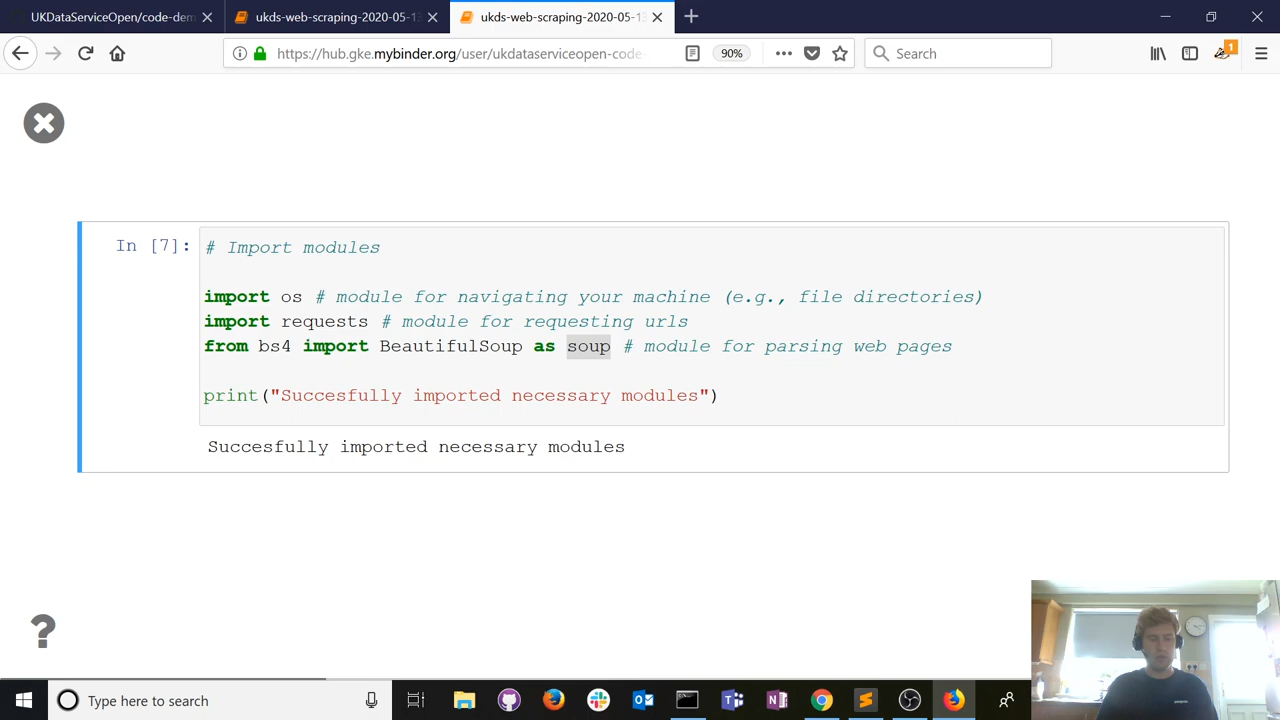 UKDataServiceOpen/code-dem
ukds-web-scraping-2020-05-13
ukds-web-scraping-2020-05-13
https://hub.gke.mybinder.org/user/ukdataserviceopen-code-
90%
Search
1
In [7]:
# Import modules
import os # module for navigating your machine (e.g., file directories)
import requests # module for requesting urls
from bs4 import BeautifulSoup as soup # module for parsing web pages
print("Succesfully imported necessary modules")
Succesfully imported necessary modules
?
Type here to search